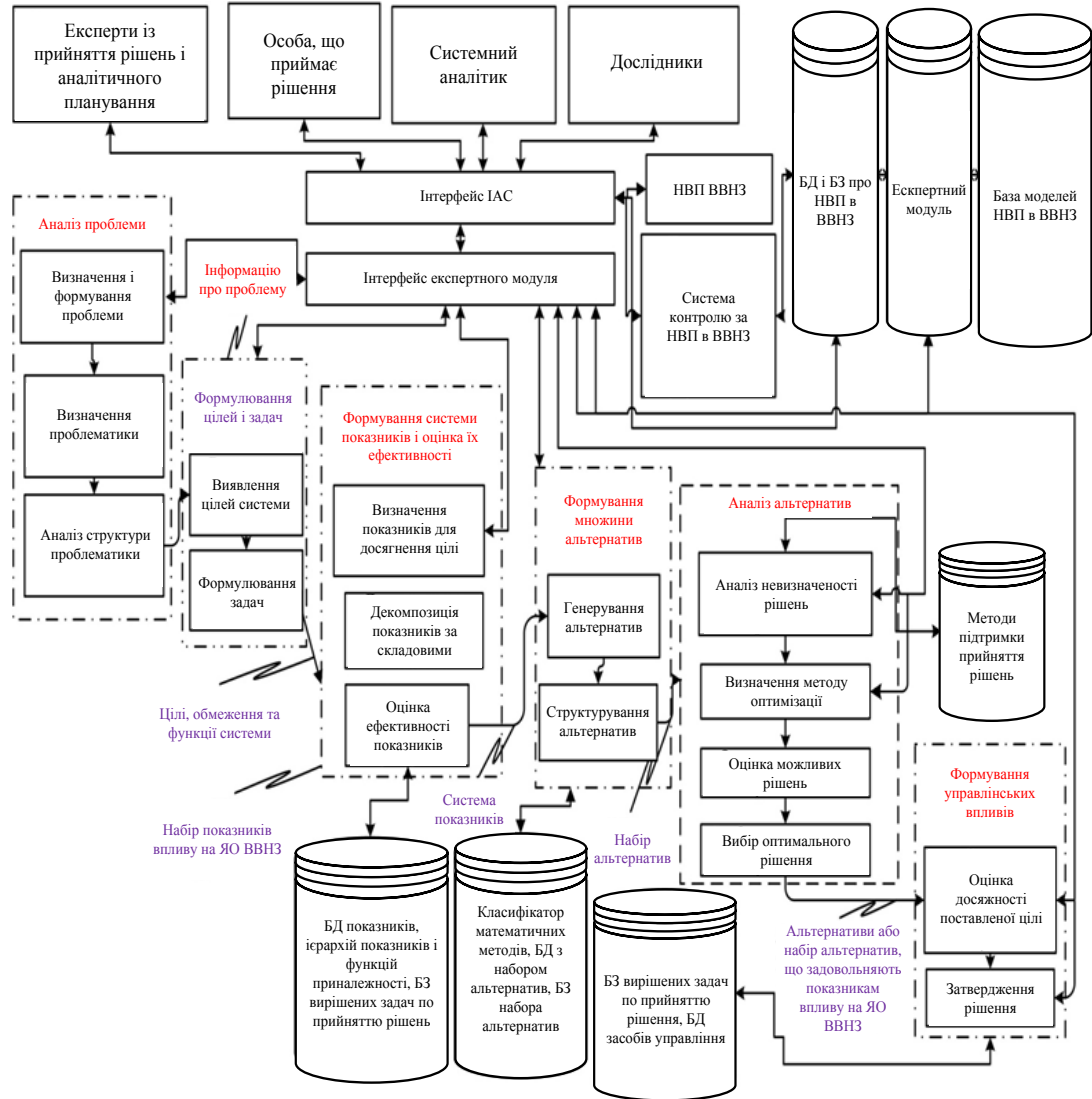 Експерти із
прийняття рішень і
аналітичного
планування
Особа, що
приймає
рішення
Системний
аналітик
Дослідники
Інтерфейс ІАС
НВП ВВНЗ
БД і БЗ про
НВП в
ВВНЗ
Ескпертний
модуль
База моделей
НВП в ВВНЗ
Аналіз проблеми
Визначення і
формування
проблеми
Інформацію
про проблему
Інтерфейс експертного модуля
Система
контролю за
НВП в ВВНЗ
Визначення
проблематики
Аналіз структури
проблематики
Формулювання
цілей і задач
Виявлення
цілей системи
Формулювання
задач
Формування системи
показників і оцінка їх
ефективності
Визначення
показників для
досягнення цілі
Декомпозиція
показників за
складовими
Оцінка
ефективності
показників
Формування
множини
альтернатив
Генерування
альтернатив
Структурування
альтернатив
Аналіз альтернатив
Аналіз невизначеності
рішень
Визначення методу
оптимізації
Оцінка можливих
рішень
Вибір оптимального
рішення
Методи
підтримки
прийняття
рішень
Цілі, обмеження та
функції системи
Набір показників
впливу на ЯО ВВНЗ
Система
показників
Набір
альтернатив
Формування
управлінських
впливів
Оцінка
досяжності
поставленої цілі
Затвердження
рішення
БД показників,
ієрархій показників і
функцій
приналежності, БЗ
вирішених задач по
прийняттю рішень
Класифікатор
математичних
методів, БД з
набором
альтернатив, БЗ
набора
альтернатив
БЗ вирішених задач
по прийняттю
рішення, БД
засобів управління
Альтернативи або
набір альтернатив,
що задовольняють
показникам
впливу на ЯО
ВВНЗ